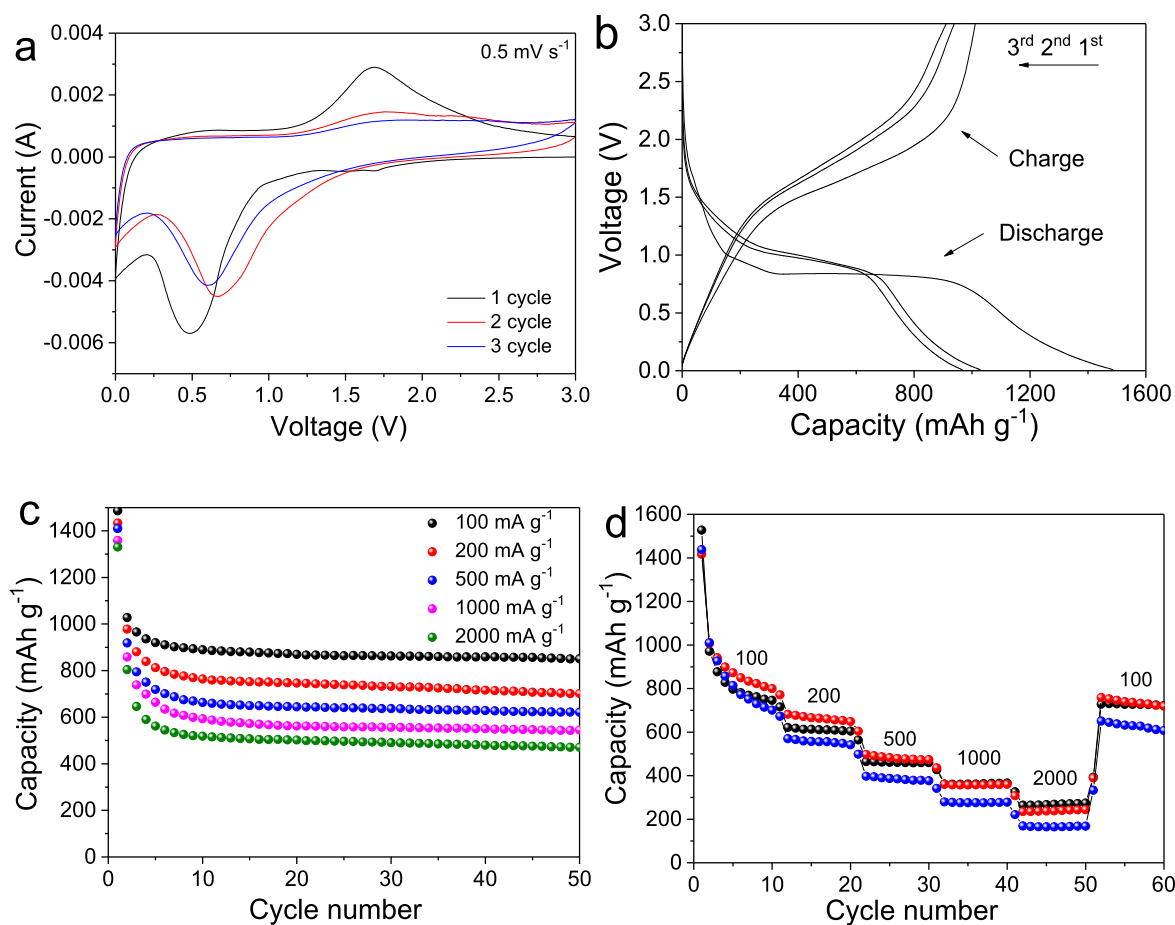 a
0.5 mV s⁻¹
0.004
0.002
0.000
-0.002
-0.004
-0.006
Current (A)
1 cycle
2 cycle
3 cycle
0.0 0.5 1.0 1.5 2.0 2.5 3.0
Voltage (V)
b
3ʳᵈ 2ⁿᵈ 1ˢᵗ
3.0
2.5
2.0
1.5
1.0
0.5
0.0
Voltage (V)
Charge
Discharge
0 400 800 1200 1600
Capacity (mAh g⁻¹)
c
1400
1200
1000
800
600
400
200
0
Capacity (mAh g⁻¹)
100 mA g⁻¹
200 mA g⁻¹
500 mA g⁻¹
1000 mA g⁻¹
2000 mA g⁻¹
0 10 20 30 40 50
Cycle number
d
1600
1400
1200
1000
800
600
400
200
0
Capacity (mAh g⁻¹)
100
200
500
1000
2000
100
0 10 20 30 40 50 60
Cycle number